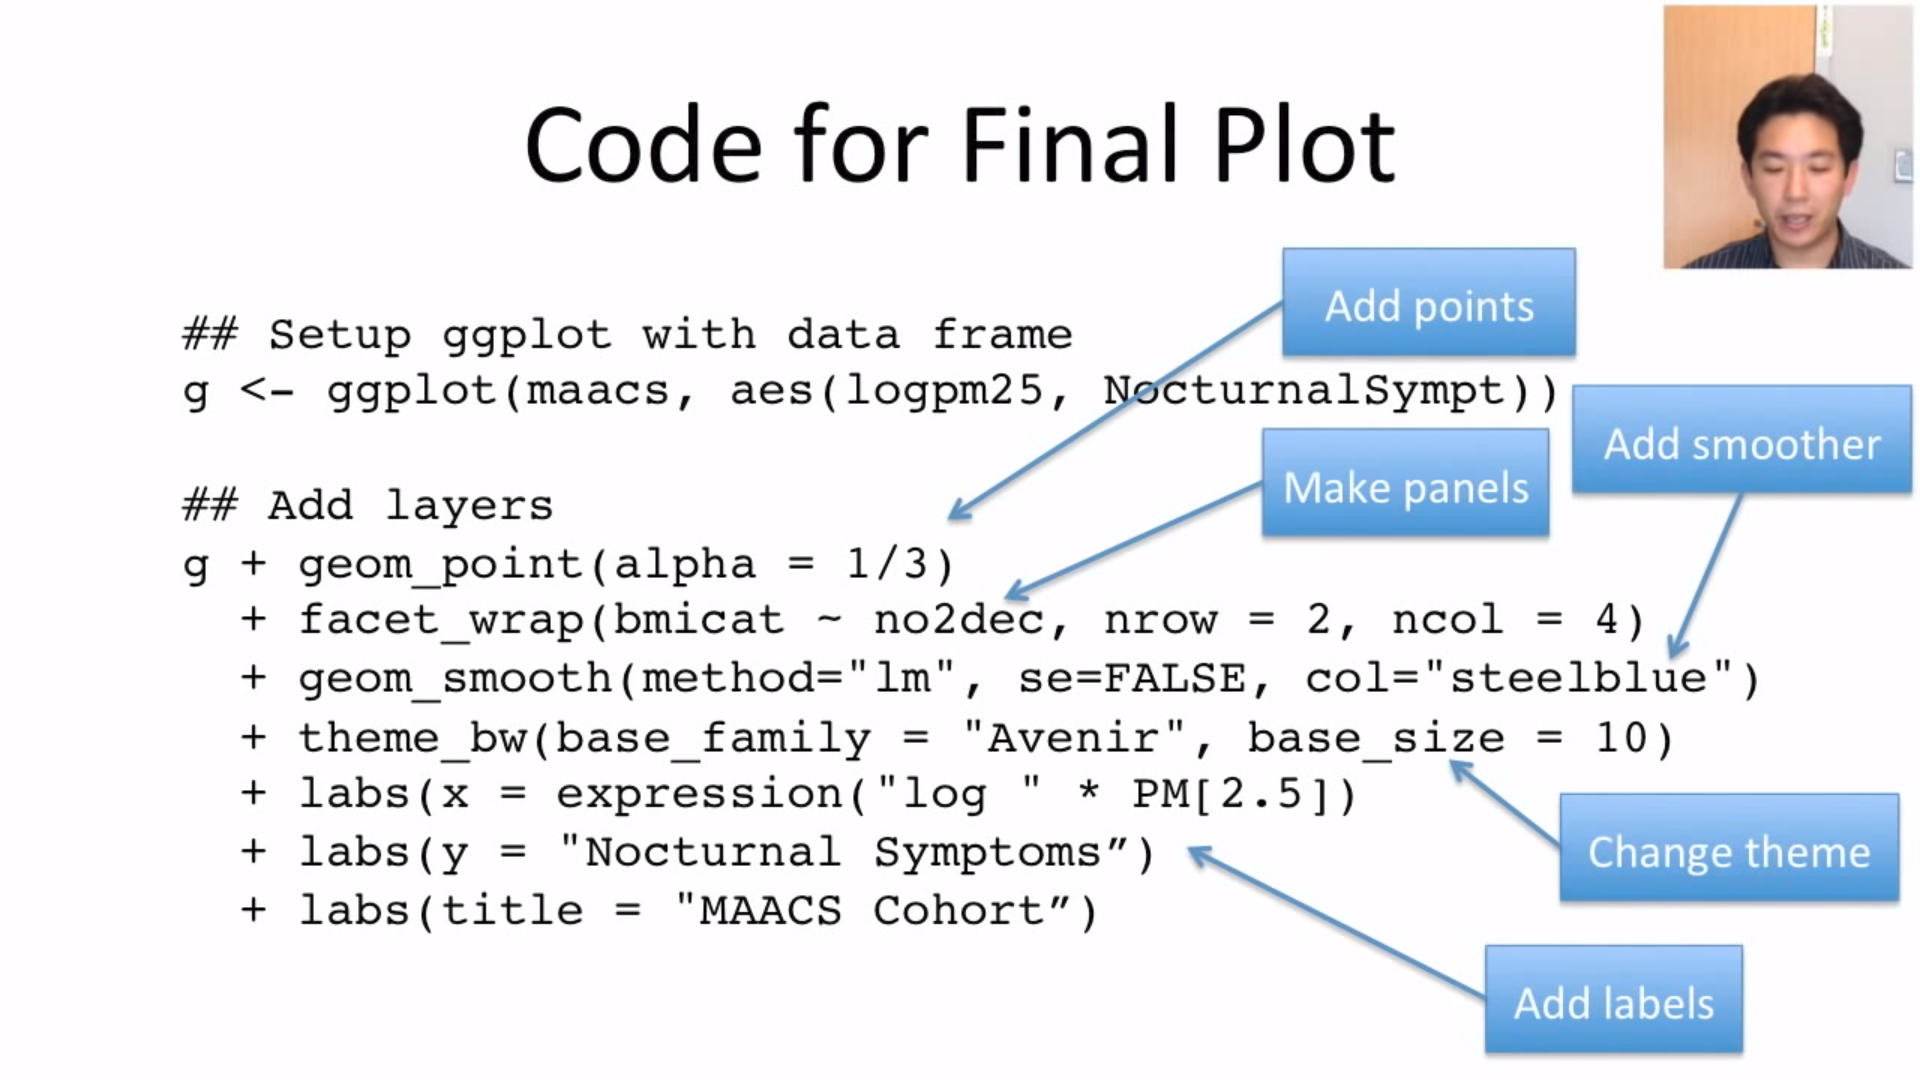 Code for Final Plot
Add points
## Setup ggplot with data frame
g <- ggplot(maacs, aes(logpm25, NocturnalSympt))
Add smoother
Make panels
## Add layers
g + geom_point(alpha = 1/3)
+ facet_wrap(bmicat ~ no2dec, nrow = 2, ncol = 4)
+ geom_smooth(method="lm", se=FALSE, col="steelblue")
+ theme_bw(base_family = "Avenir", base_size = 10)
+ labs(x = expression("log " * PM[2.5])
+ labs(y = "Nocturnal Symptoms”)
+ labs(title = "MAACS Cohort”)
Change theme
Add labels